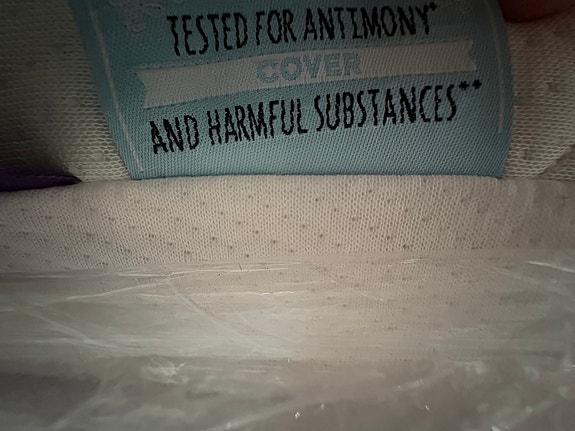 TESTED FOR ANTIMONY*
COVER
AND HARMFUL SUBSTANCES**